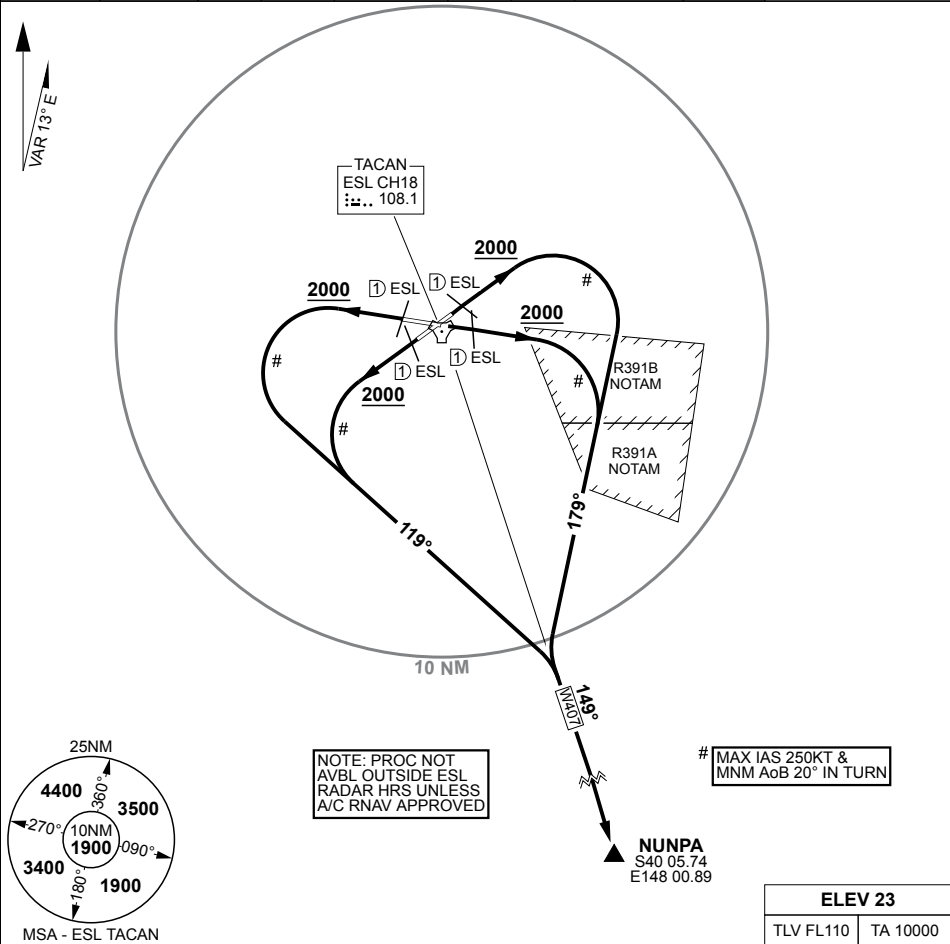 VAR 13° E
TACAN
ESL CH18
108.1
2000
1 ESL
1 ESL
2000
2000
1 ESL
1 ESL
2000
#
#
#
#
R391B
NOTAM
R391A
NOTAM
179°
119°
10 NM
149°
W407
NOTE: PROC NOT
AVBL OUTSIDE ESL
RADAR HRS UNLESS
A/C RNAV APPROVED
# MAX IAS 250KT &
MNM AoB 20° IN TURN
NUNPA
S40 05.74
E148 00.89
25NM
4400
360°
3500
270°
10NM
1900
090°
3400
180°
1900
MSA - ESL TACAN
ELEV 23
TLV FL110 TA 10000